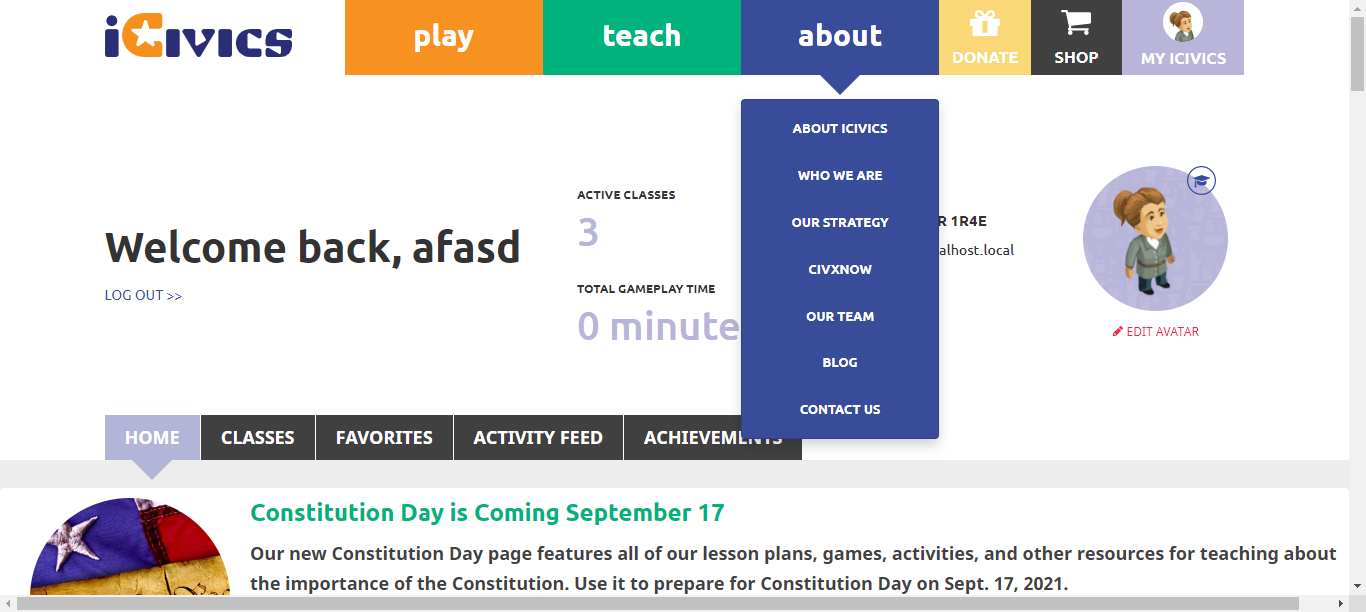 iCivics
play
teach
about
DONATE
SHOP
MY ICIVICS
ABOUT ICIVICS
WHO WE ARE
OUR STRATEGY
CIVXNOW
OUR TEAM
BLOG
CONTACT US
Welcome back, afasd
LOG OUT >>
ACTIVE CLASSES
3
TOTAL GAMEPLAY TIME
0 minute
R 1R4E
alhost.local
EDIT AVATAR
HOME
CLASSES
FAVORITES
ACTIVITY FEED
ACHIEVEMENTS
Constitution Day is Coming September 17
Our new Constitution Day page features all of our lesson plans, games, activities, and other resources for teaching about
the importance of the Constitution. Use it to prepare for Constitution Day on Sept. 17, 2021.